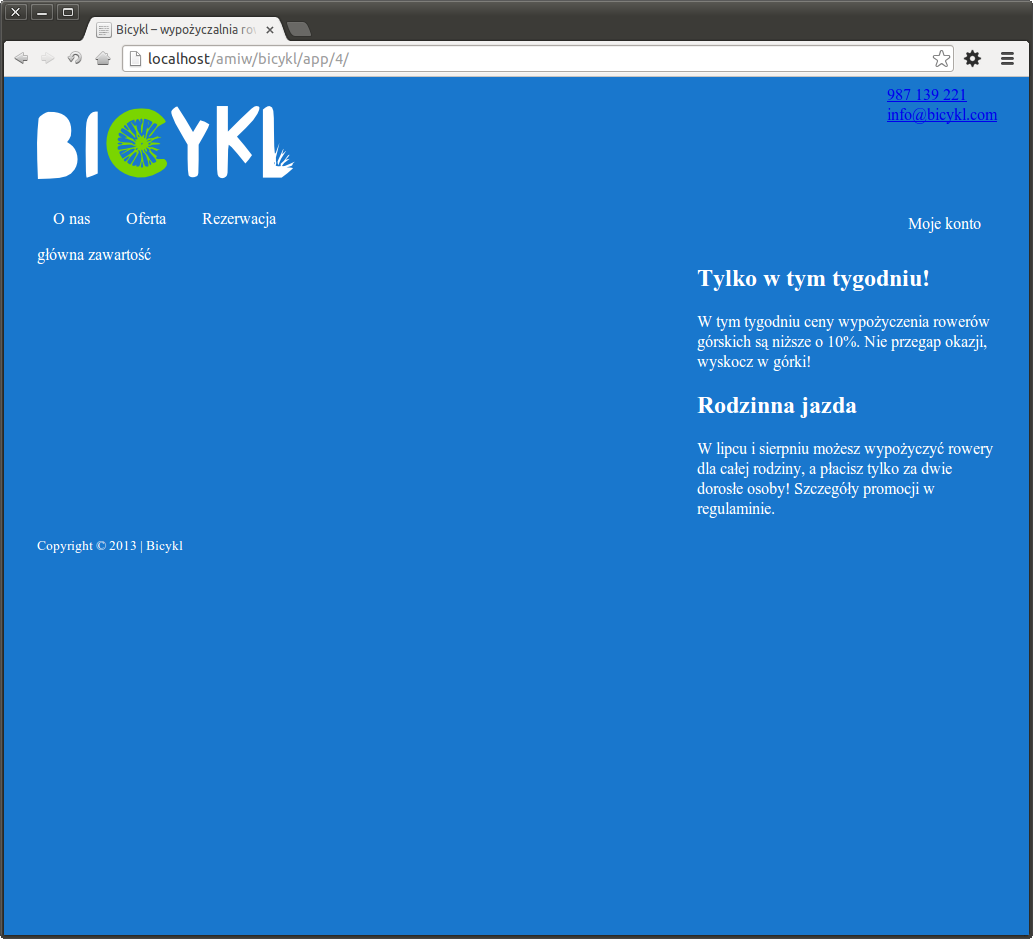 Bicykl – wypożyczalnia row
localhost/amiw/bicykl/app/4/
987 139 221
info@bicykl.com
BICYKL
O nas Oferta Rezerwacja Moje konto
główna zawartość
Tylko w tym tygodniu!
W tym tygodniu ceny wypożyczenia rowerów
górskich są niższe o 10%. Nie przegap okazji,
wyskocz w górki!
Rodzinna jazda
W lipcu i sierpniu możesz wypożyczyć rowery
dla całej rodziny, a płacisz tylko za dwie
dorosłe osoby! Szczegóły promocji w
regulaminie.
Copyright © 2013 | Bicykl